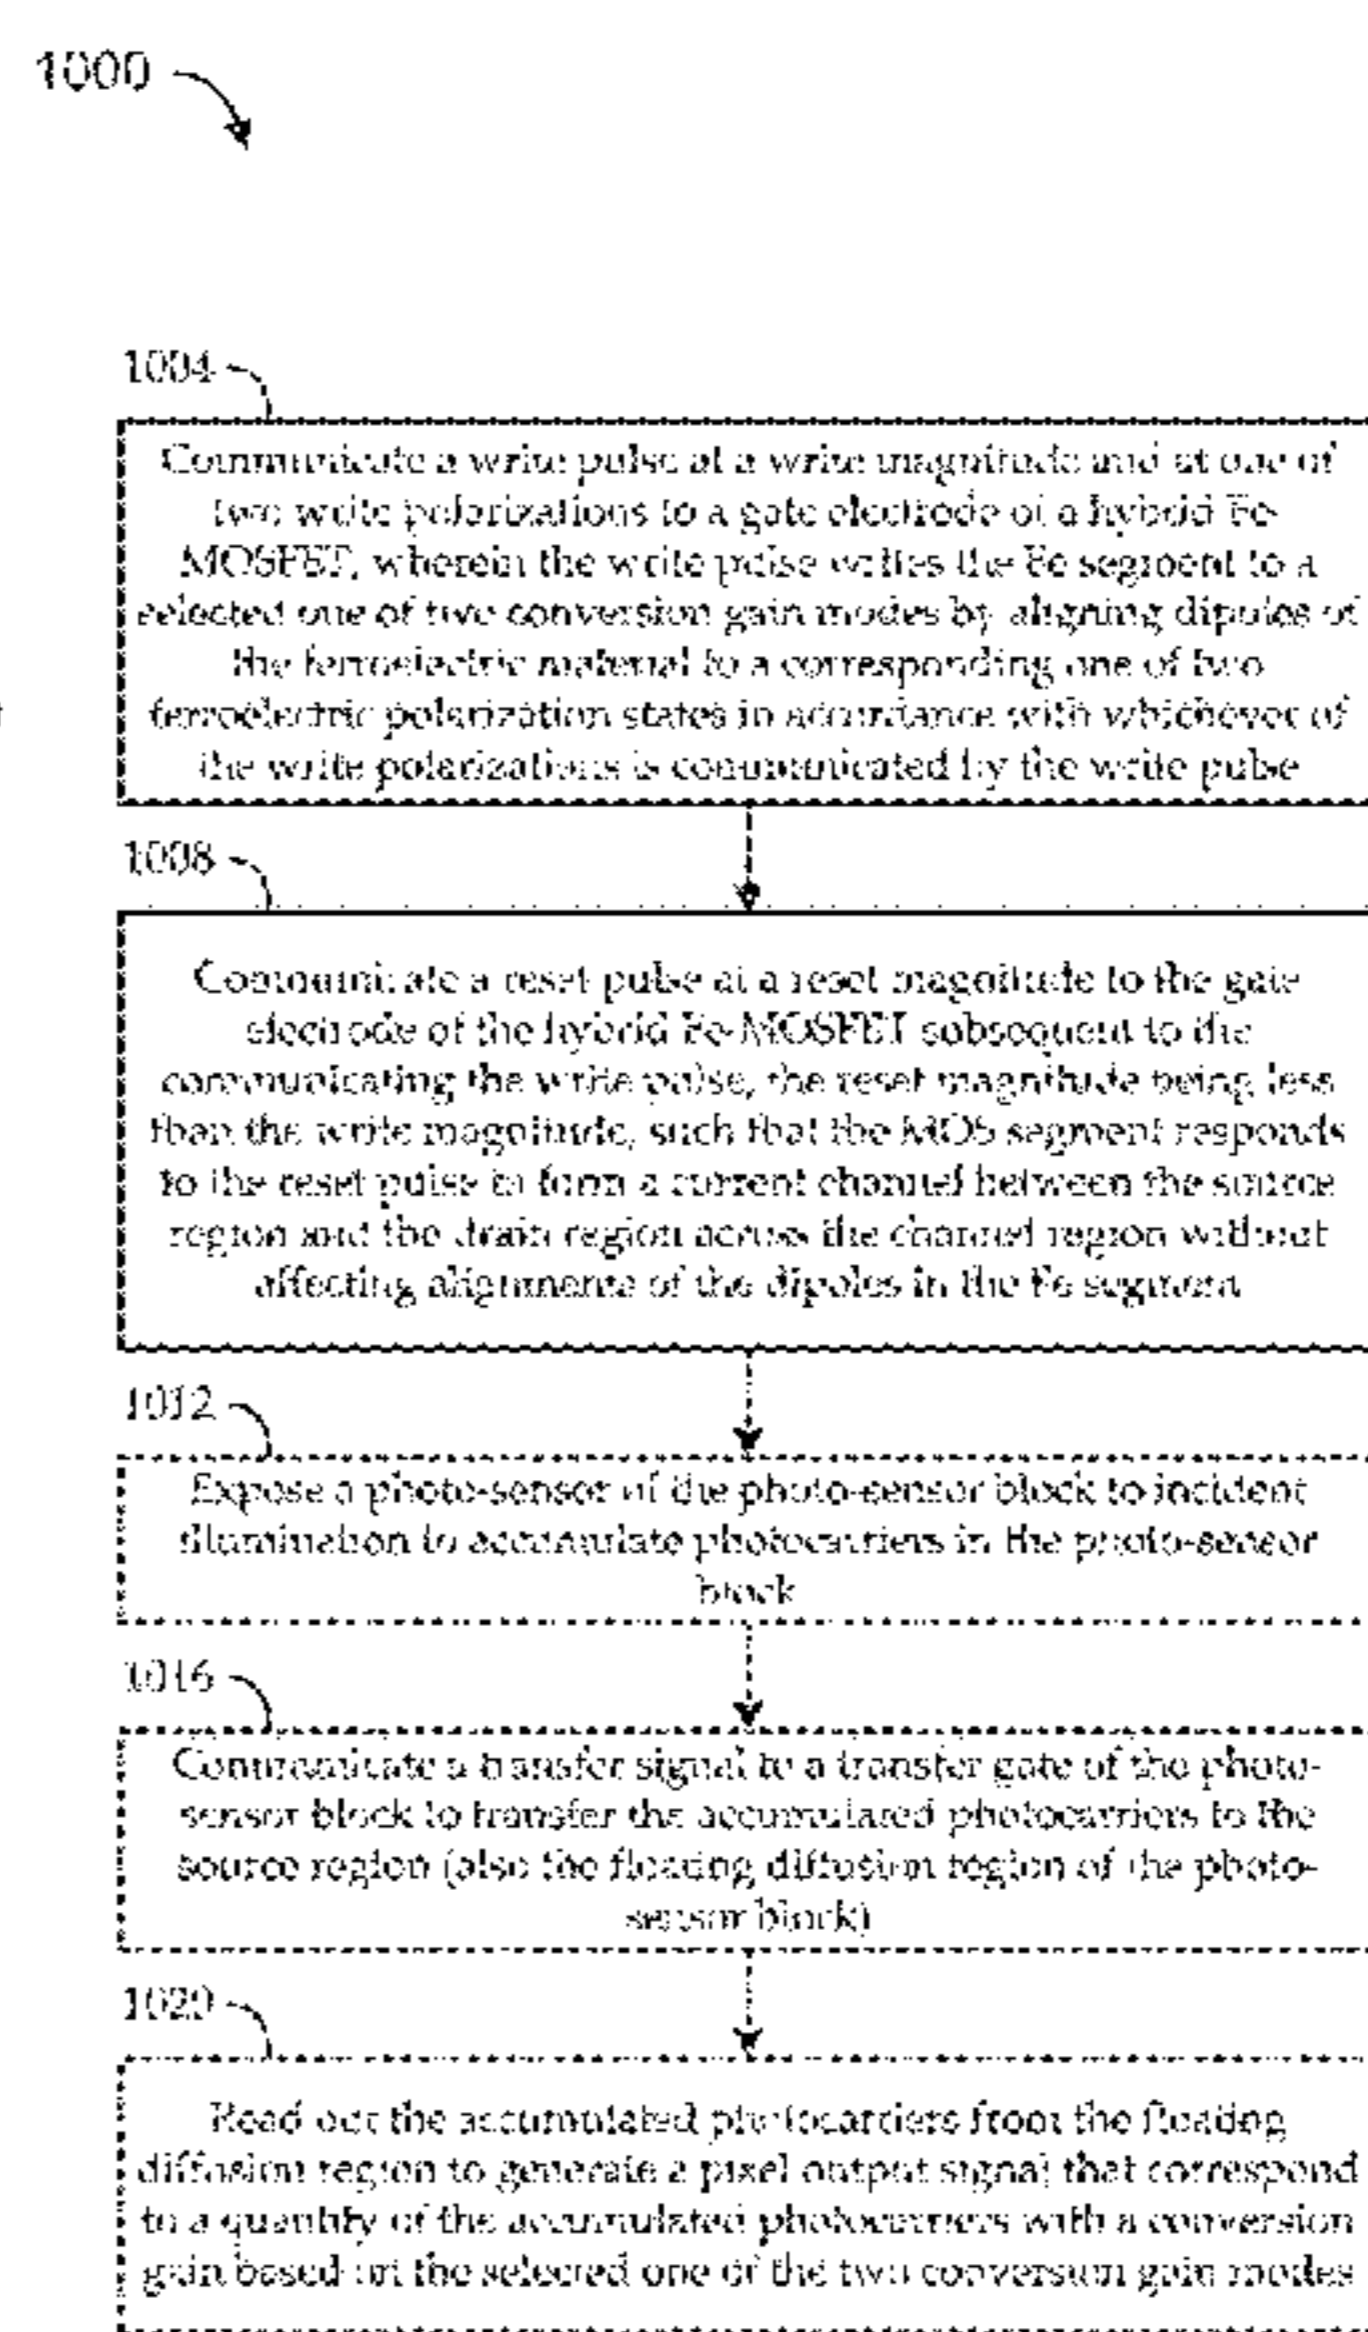 1000
1004
Communicate a write pulse at a write magnitude and at one of
two write polarizations to a gate electrode of a hybrid Fe-
MOSFET, wherein the write pulse writes the Fe segment to a
selected one of two conversion gain modes by aligning dipoles of
the ferroelectric material to a corresponding one of two
ferroelectric polarization states in accordance with whichever of
the write polarizations is communicated by the write pulse
1008
Communicate a reset pulse at a reset magnitude to the gate
electrode of the hybrid Fe-MOSFET subsequent to the
communicating the write pulse, the reset magnitude being less
than the write magnitude, such that the MOS segment responds
to the reset pulse to form a current channel between the source
region and the drain region across the channel region without
affecting alignments of the dipoles in the Fe segment
1012
Expose a photo-sensor of the photo-sensor block to incident
illumination to accumulate photocarriers in the photo-sensor
block
1016
Communicate a transfer signal to a transfer gate of the photo-
sensor block to transfer the accumulated photocarriers to the
source region (also the floating diffusion region of the photo-
sensor block)
1020
Read out the accumulated photocarriers from the floating
diffusion region to generate a pixel output signal that correspond
to a quantity of the accumulated photocarriers with a conversion
gain based on the selected one of the two conversion gain modes